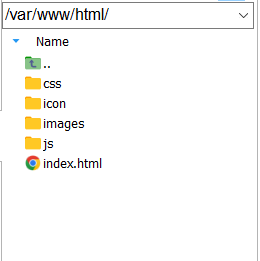 /var/www/html/
Name
..
css
icon
images
js
index.html